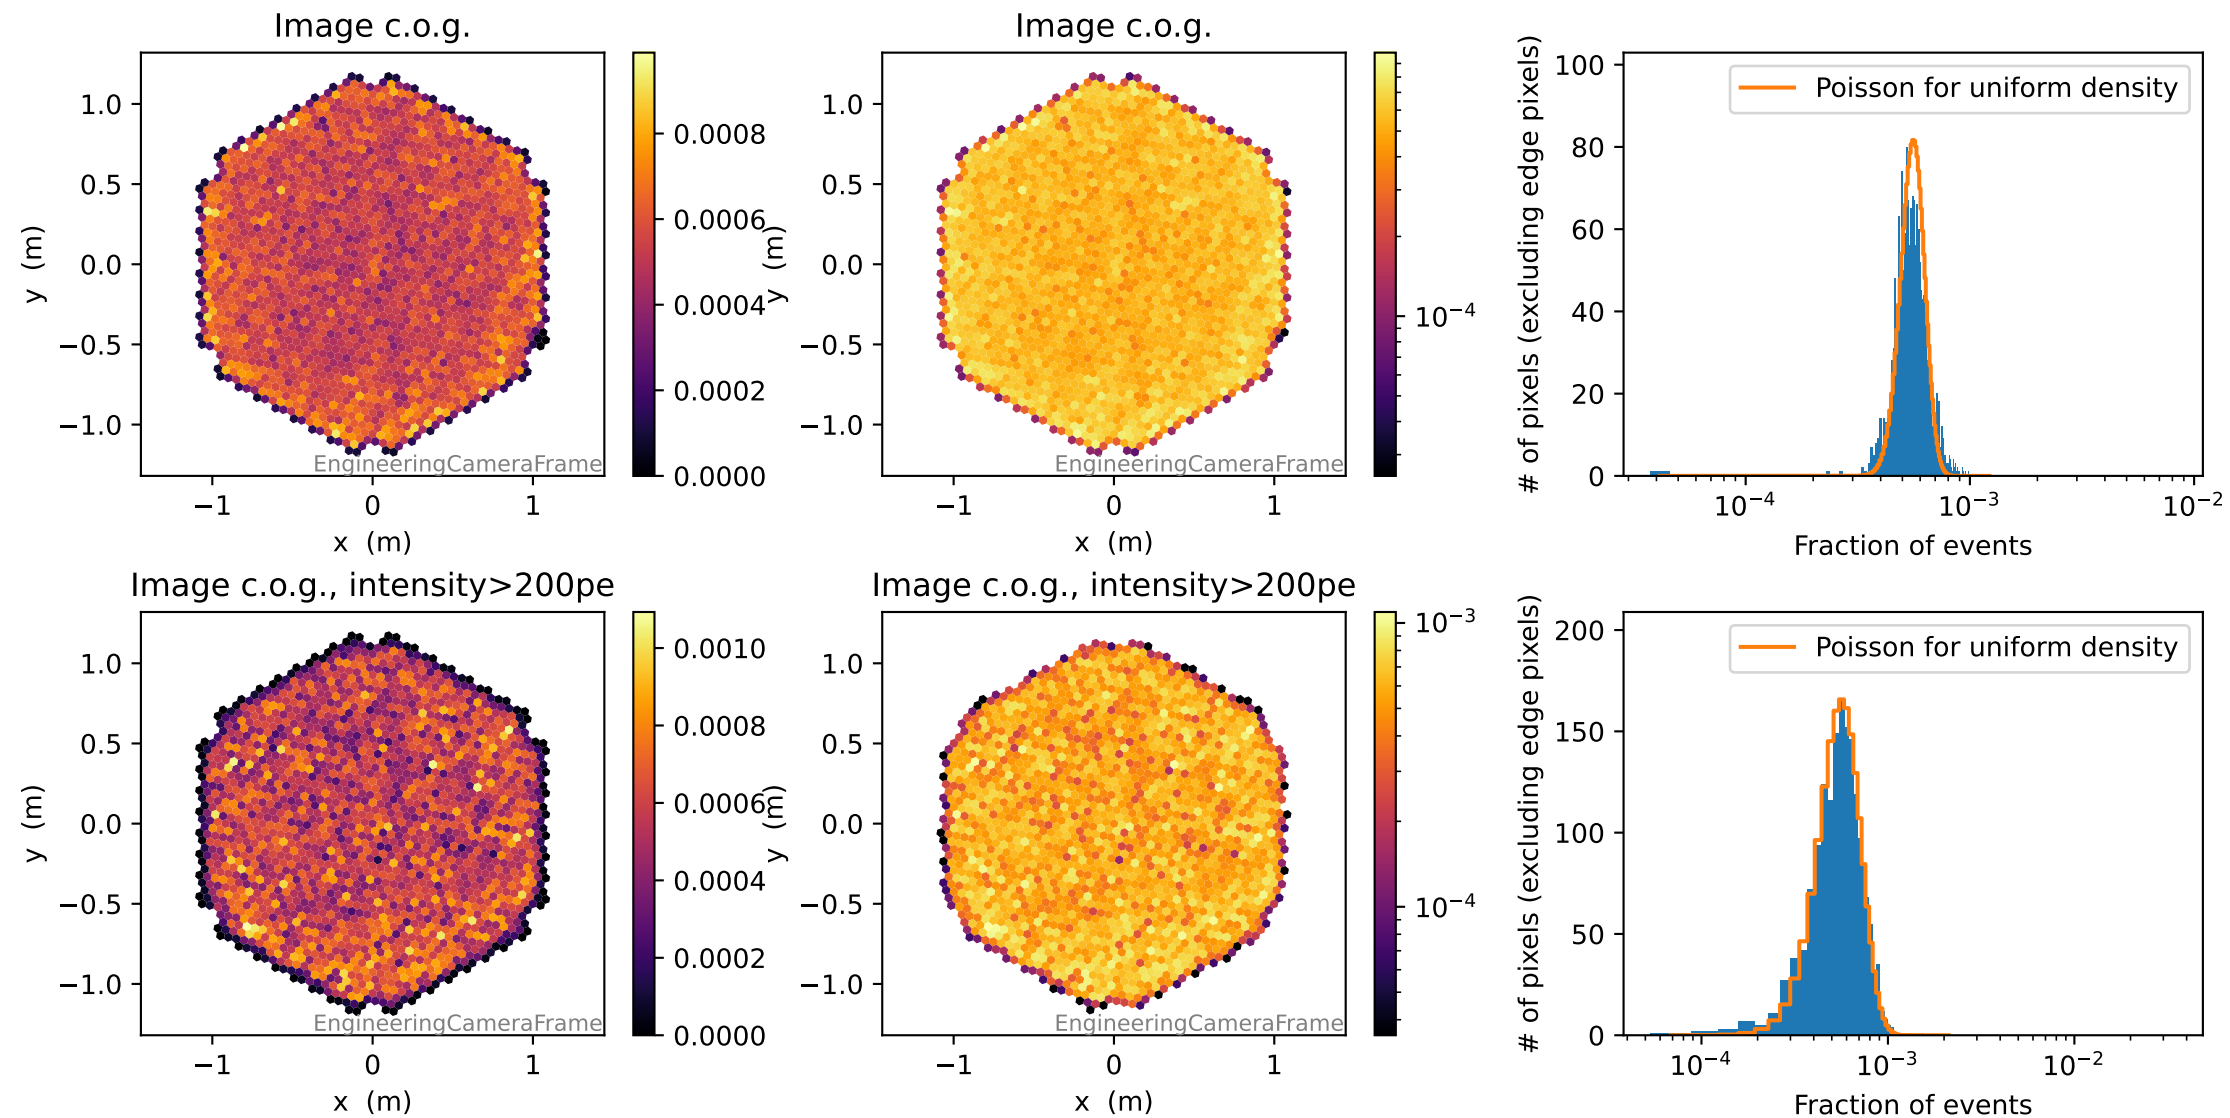 Image c.o.g.
1.0
0.5
0.0
−0.5
−1.0
y (m)
−1 0 1
x (m)
EngineeringCameraFrame
0.0008
0.0006
0.0004
0.0002
0.0000
Image c.o.g.
1.0
0.5
0.0
−0.5
−1.0
y (m)
−1 0 1
x (m)
EngineeringCameraFrame
10−4
100
80
60
40
20
0
# of pixels (excluding edge pixels)
Poisson for uniform density
10−4 10−3 10−2
Fraction of events
Image c.o.g., intensity>200pe
1.0
0.5
0.0
−0.5
−1.0
y (m)
−1 0 1
x (m)
EngineeringCameraFrame
0.0010
0.0008
0.0006
0.0004
0.0002
0.0000
Image c.o.g., intensity>200pe
1.0
0.5
0.0
−0.5
−1.0
y (m)
−1 0 1
x (m)
EngineeringCameraFrame
10−3
10−4
200
150
100
50
0
# of pixels (excluding edge pixels)
Poisson for uniform density
10−4 10−3 10−2
Fraction of events